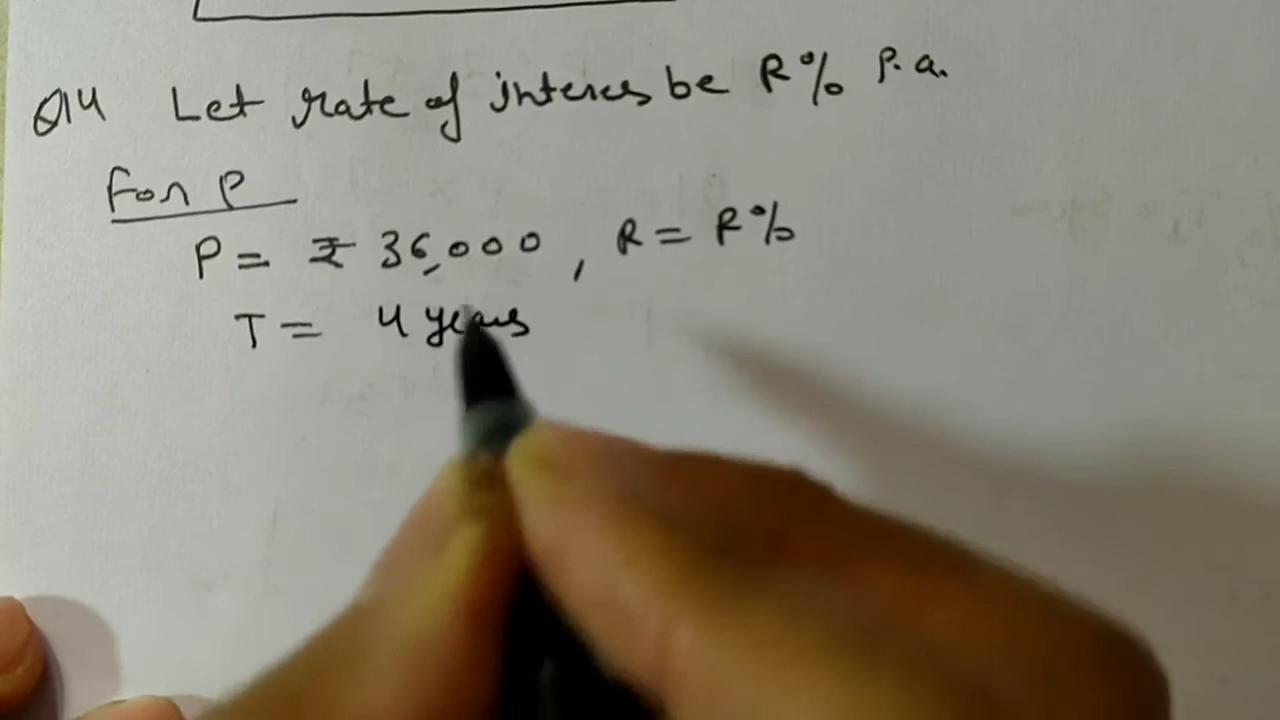 Q14 Let rate of interes be R% P.a.
For P
P = ₹ 36,000 , R = R%
T = 4 years